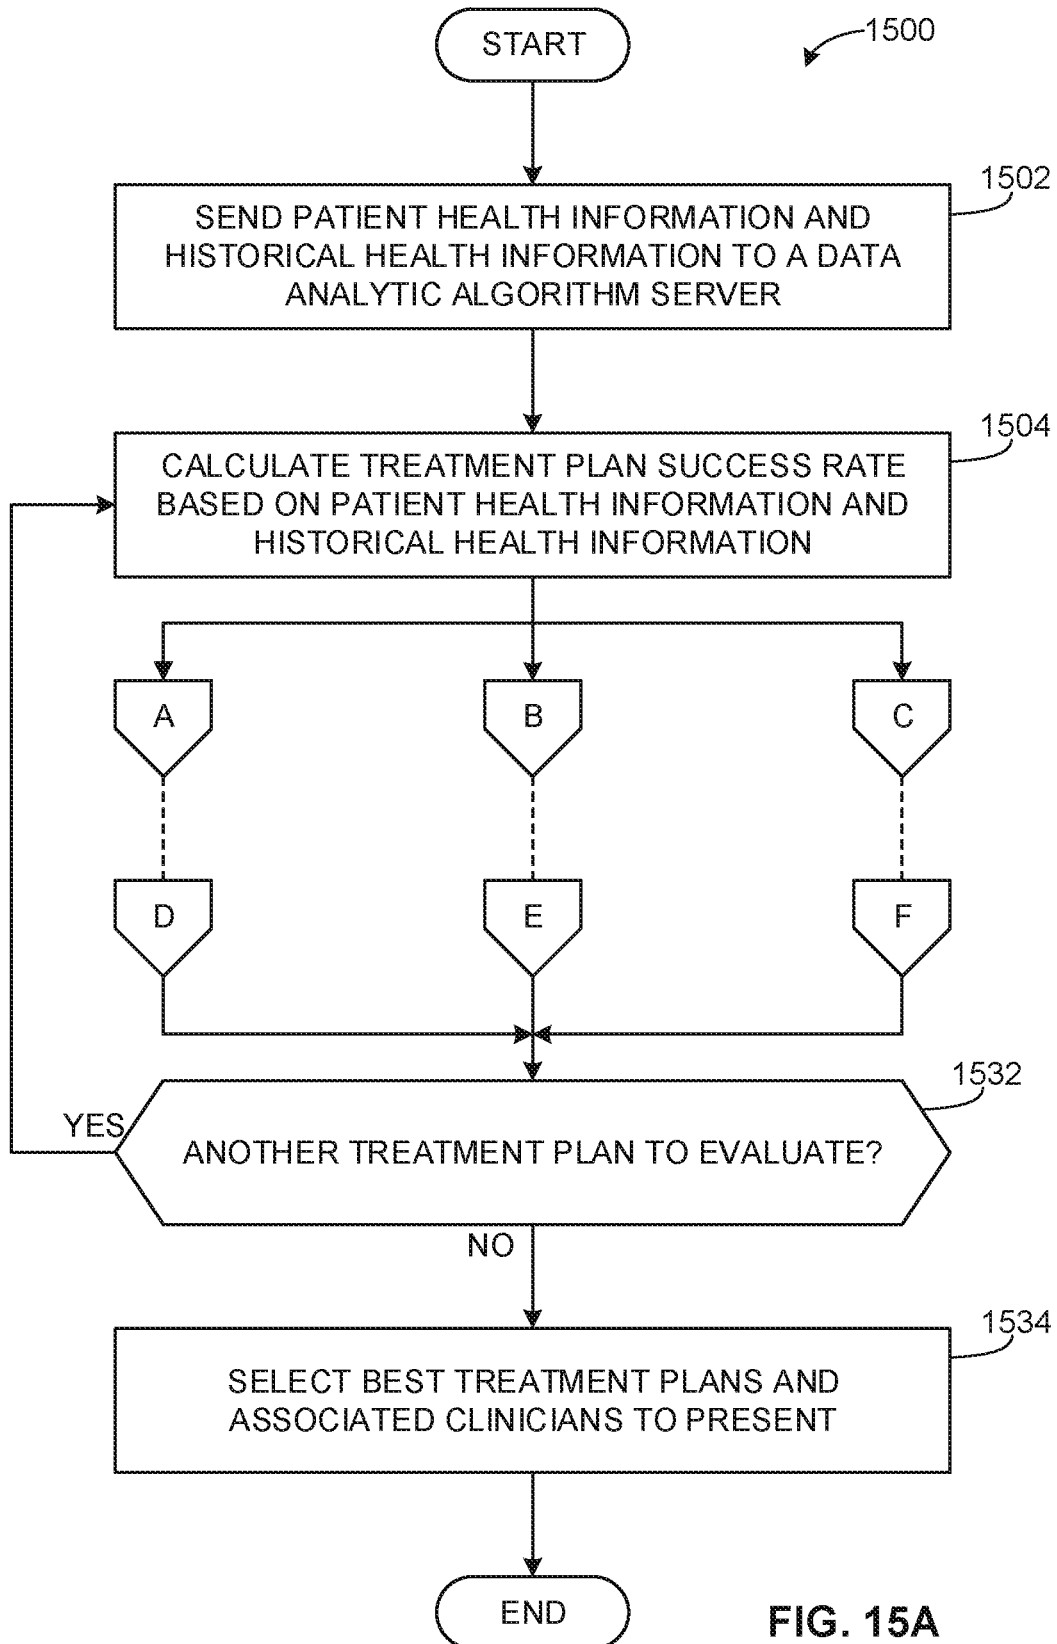 START
1500
1502
SEND PATIENT HEALTH INFORMATION AND
HISTORICAL HEALTH INFORMATION TO A DATA
ANALYTIC ALGORITHM SERVER
1504
CALCULATE TREATMENT PLAN SUCCESS RATE
BASED ON PATIENT HEALTH INFORMATION AND
HISTORICAL HEALTH INFORMATION
A
B
C
D
E
F
1532
YES
ANOTHER TREATMENT PLAN TO EVALUATE?
NO
1534
SELECT BEST TREATMENT PLANS AND
ASSOCIATED CLINICIANS TO PRESENT
END
FIG. 15A